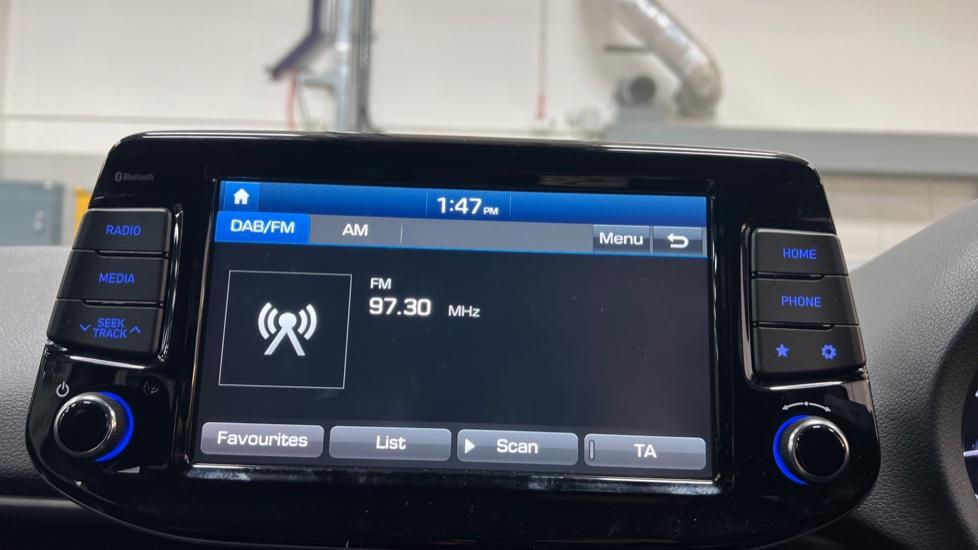 Bluetooth
1:47 PM
DAB/FM AM Menu
RADIO
MEDIA
SEEK
TRACK
FM
97.30 MHz
HOME
PHONE
Favourites List Scan TA